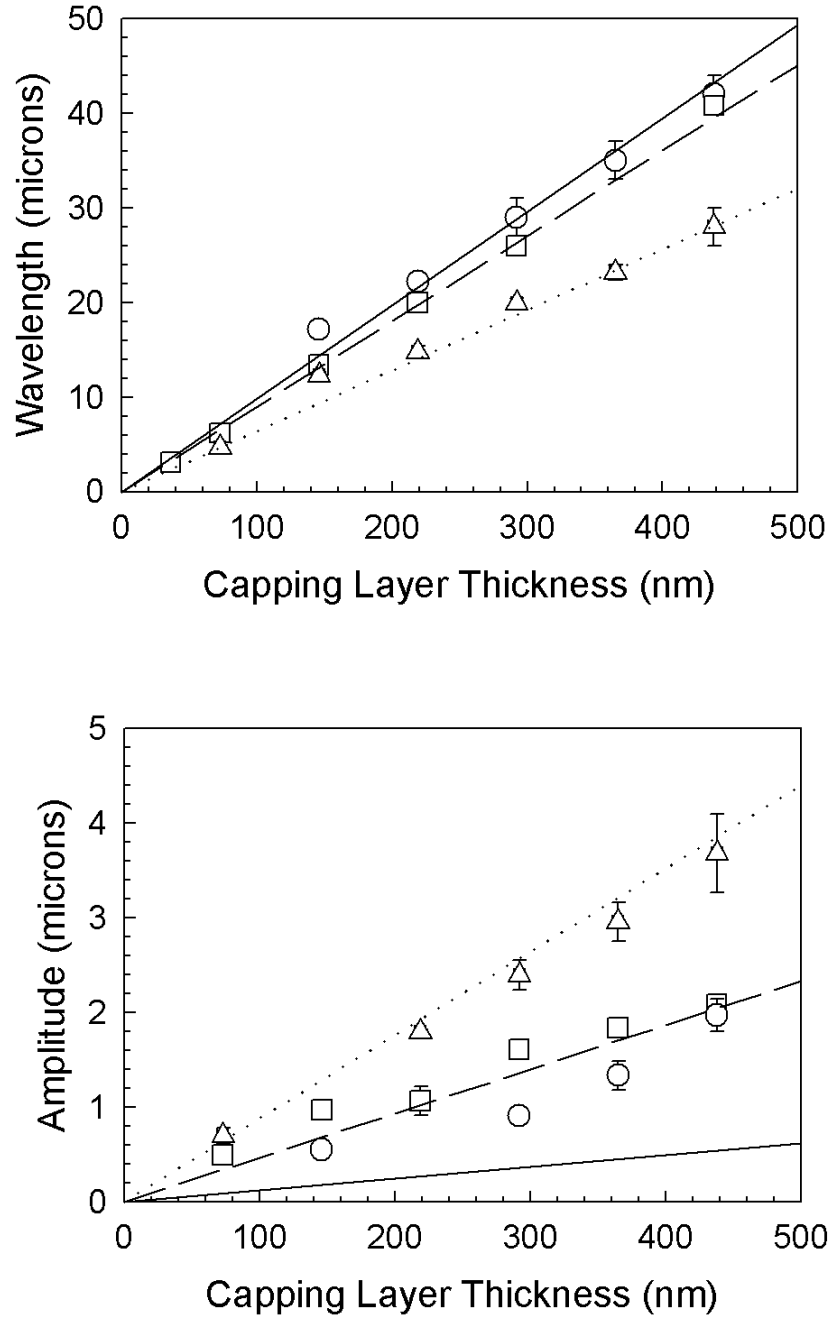 50
40
30
20
10
0
Wavelength (microns)
0 100 200 300 400 500
Capping Layer Thickness (nm)
5
4
3
2
1
0
Amplitude (microns)
0 100 200 300 400 500
Capping Layer Thickness (nm)